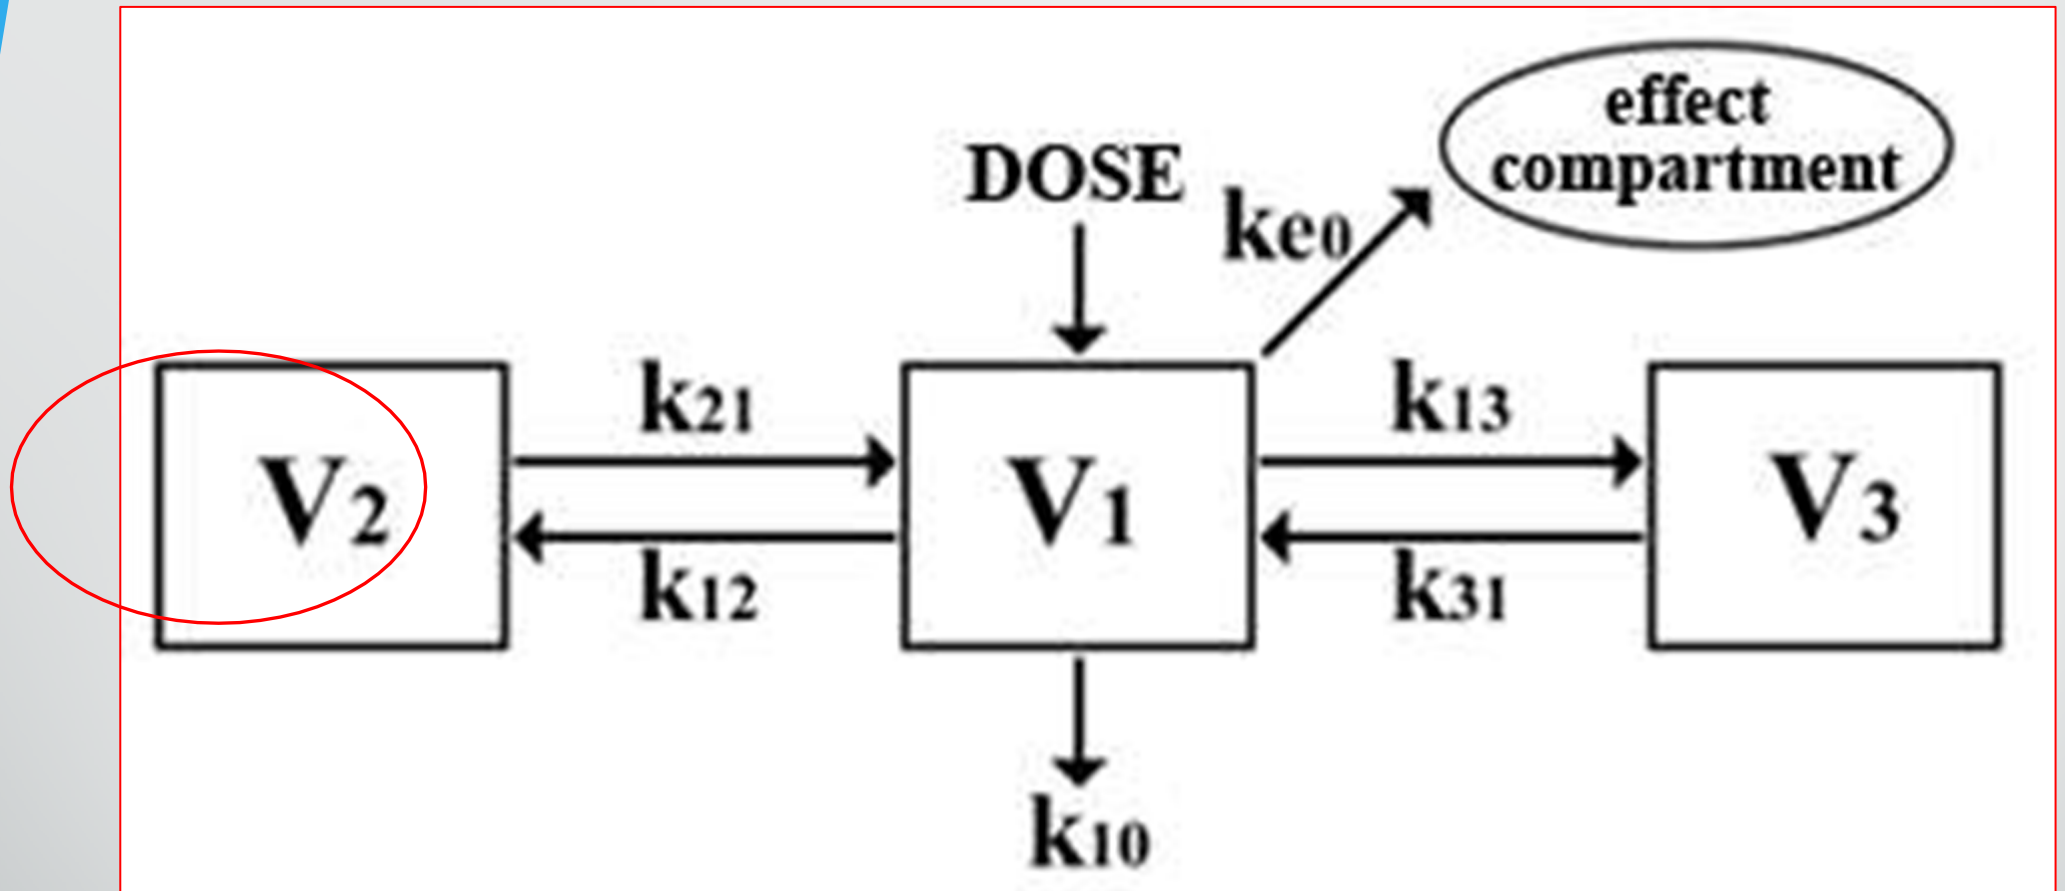 effect
compartment
DOSE
ke0
k21
k13
V2
V1
V3
k12
k31
k10